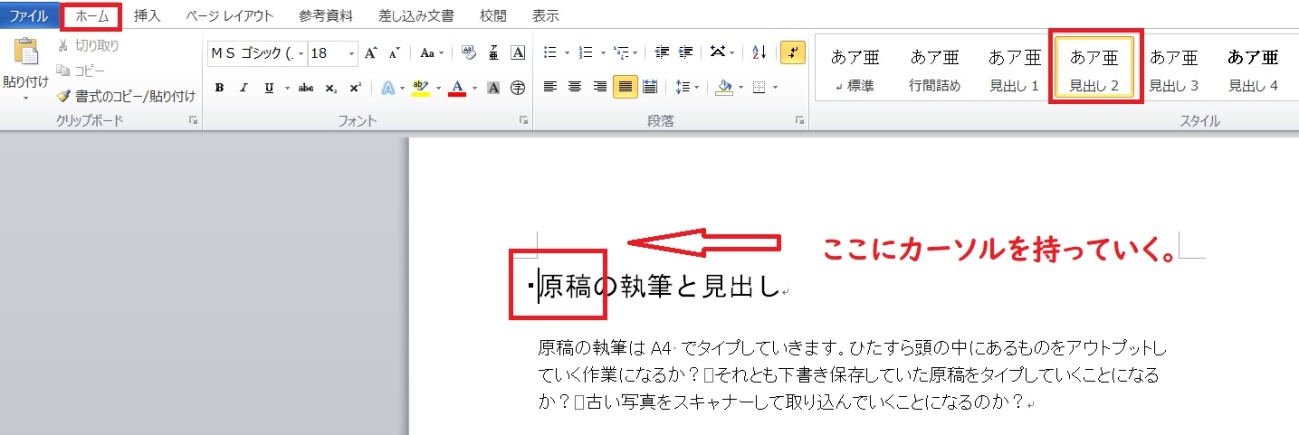 ファイル ホーム 挿入 ページ レイアウト 参考資料 差し込み文書 校閲 表示
貼り付け
切り取り
コピー
書式のコピー/貼り付け
クリップボード
MS ゴシック (. 18 A A Aa A
B I U abc x₂ x² A ab A A 字
フォント
段落
あア亜 あア亜 あア亜 あア亜 あア亜 あア亜
↲ 標準 行間詰め 見出し 1 見出し 2 見出し 3 見出し 4
スタイル
ここにカーソルを持っていく。
原稿の執筆と見出し
原稿の執筆は A4 でタイプしていきます。ひたすら頭の中にあるものをアウトプットし
ていく作業になるか？□それとも下書き保存していた原稿をタイプしていくことになる
か？□古い写真をスキャナーして取り込んでいくことになるのか？